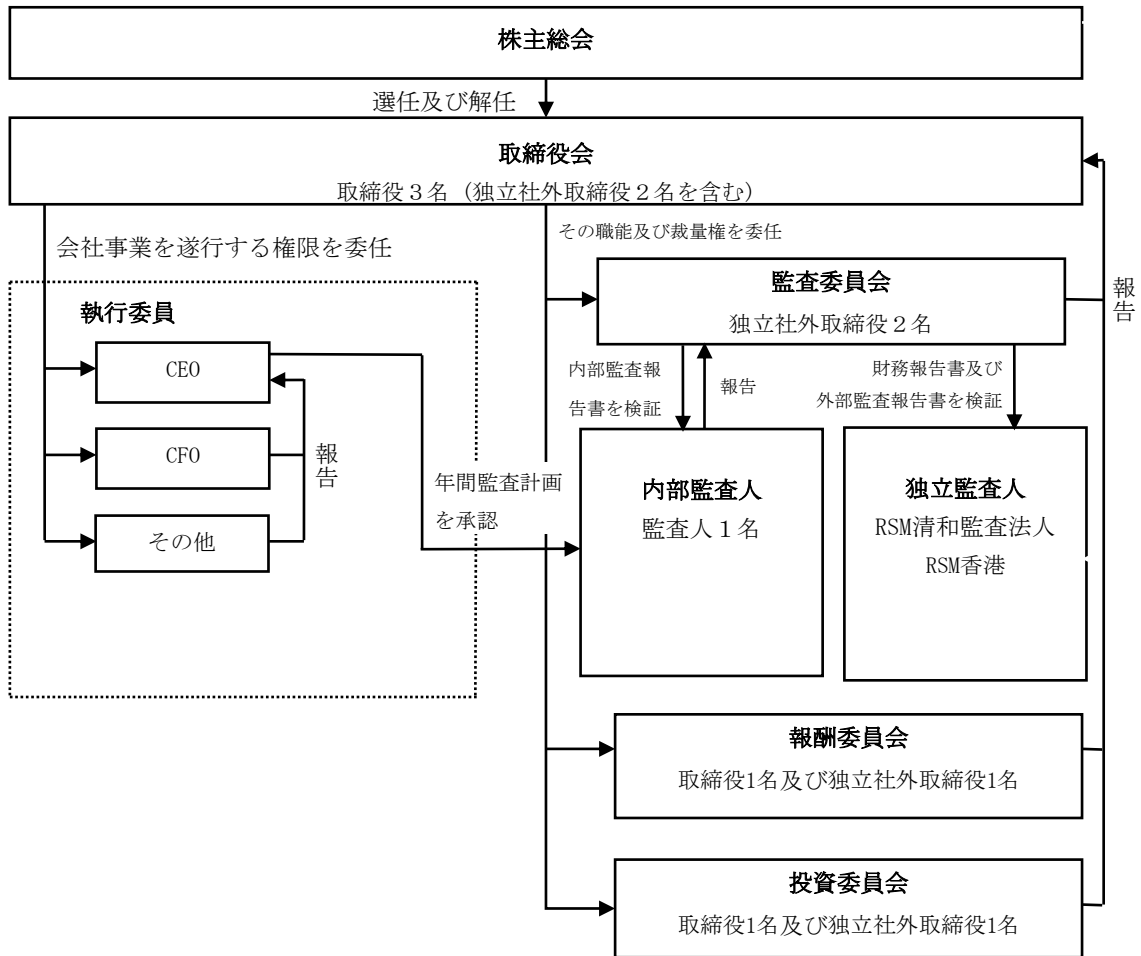 株主総会
選任及び解任
取締役会
取締役３名（独立社外取締役２名を含む）
会社事業を遂行する権限を委任
その職能及び裁量権を委任
監査委員会
独立社外取締役２名
報告
執行委員
CEO
CFO
その他
報告
内部監査報
告書を検証
報告
財務報告書及び
外部監査報告書を検証
年間監査計画
を承認
内部監査人
監査人１名
独立監査人
RSM清和監査法人
RSM香港
報酬委員会
取締役1名及び独立社外取締役1名
投資委員会
取締役1名及び独立社外取締役1名